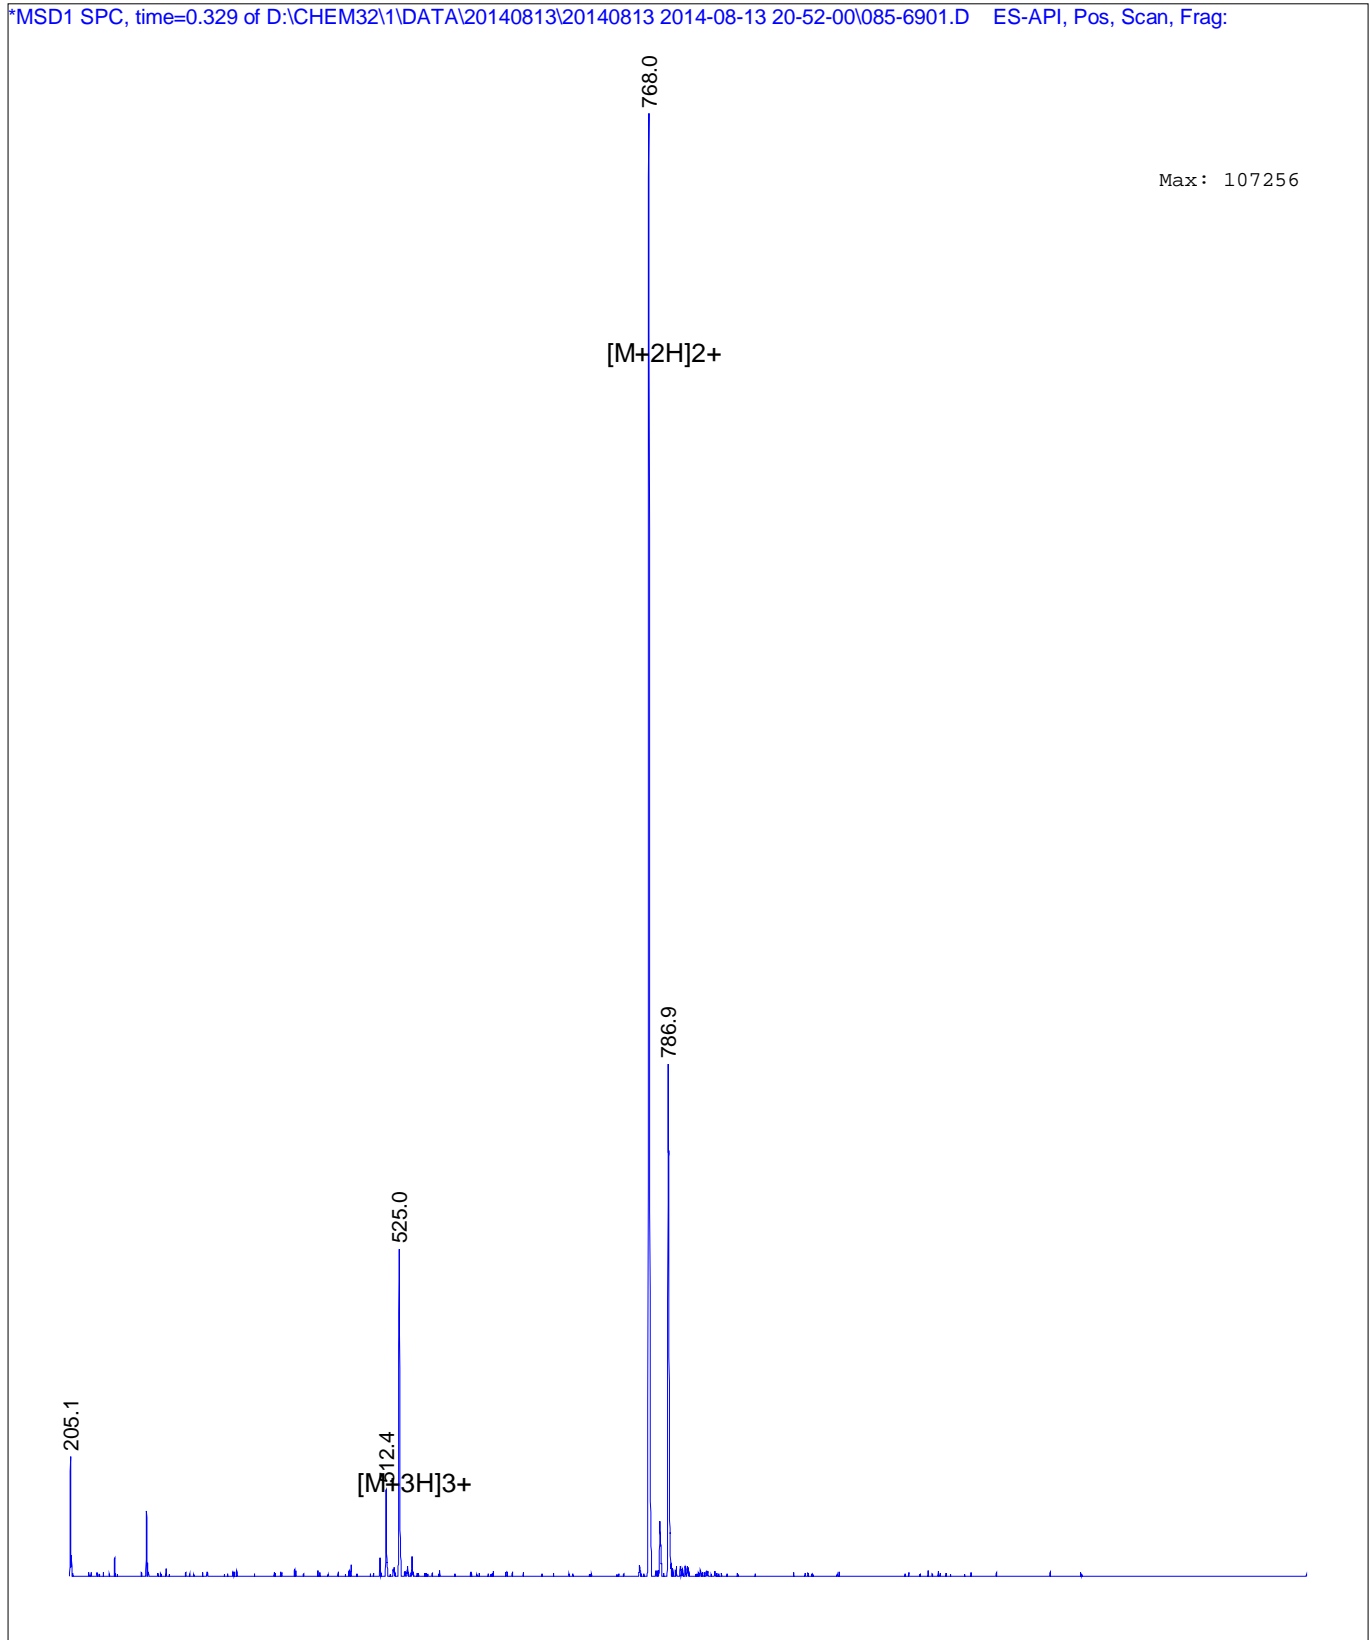 *MSD1 SPC, time=0.329 of D:\CHEM32\1\DATA\20140813\20140813 2014-08-13 20-52-00\085-6901.D    ES-API, Pos, Scan, Frag:
768.0
Max: 107256
[M+2H]2+
786.9
525.0
205.1
512.4
[M+3H]3+